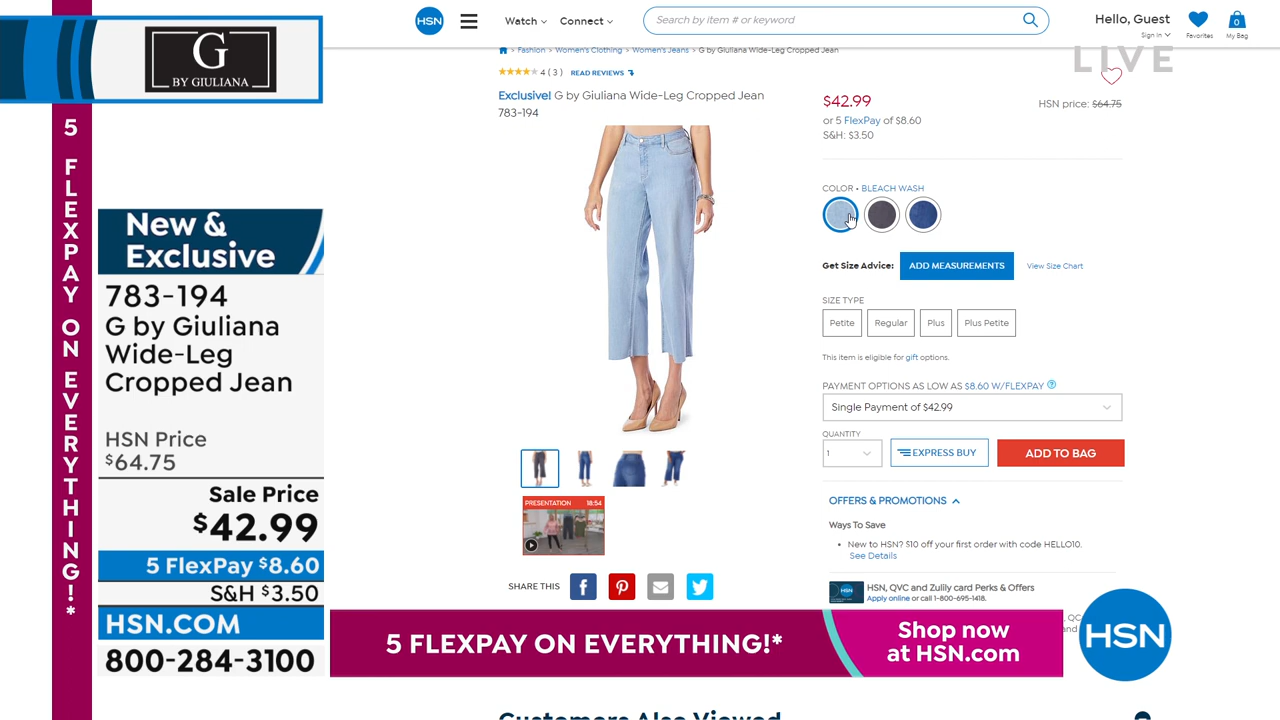 HSN
Watch
Connect
Search by item # or keyword
Hello, Guest
Sign in
Favorites
0
My Bag
G
BY GIULIANA
LIVE
Fashion > Women's Clothing > Women's Jeans > G by Giuliana Wide-Leg Cropped Jean
4 ( 3 ) READ REVIEWS
Exclusive! G by Giuliana Wide-Leg Cropped Jean
783-194
$42.99
HSN price: $64.75
or 5 FlexPay of $8.60
S&H: $3.50
COLOR • BLEACH WASH
Get Size Advice: ADD MEASUREMENTS View Size Chart
SIZE TYPE
Petite Regular Plus Plus Petite
This item is eligible for gift options.
PAYMENT OPTIONS AS LOW AS $8.60 W/FLEXPAY ?
Single Payment of $42.99
QUANTITY
1
EXPRESS BUY
ADD TO BAG
OFFERS & PROMOTIONS
Ways To Save
• New to HSN? $10 off your first order with code HELLO10.
See Details
HSN, QVC and Zulily card Perks & Offers
Apply online or call 1-800-695-1418.
PRESENTATION 18:54
SHARE THIS
5 FLEXPAY ON EVERYTHING!*
New &
Exclusive
783-194
G by Giuliana
Wide-Leg
Cropped Jean
HSN Price
$64.75
Sale Price
$42.99
5 FlexPay $8.60
S&H $3.50
HSN.COM
800-284-3100
5 FLEXPAY ON EVERYTHING!*
Shop now
at HSN.com
HSN
Customers Also Viewed